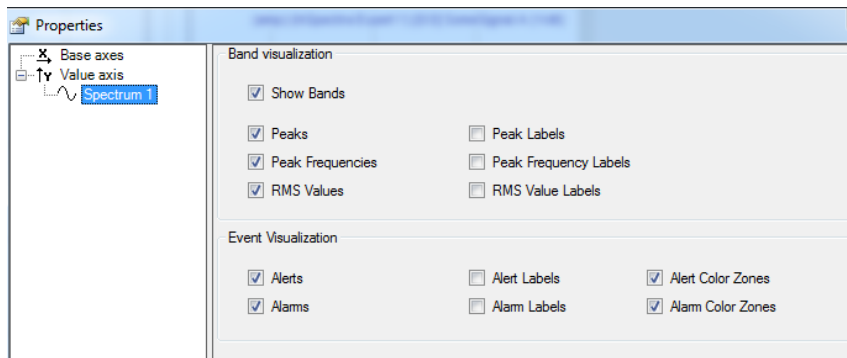 Properties
X Base axes
Y Value axis
Spectrum 1
Band visualization
Show Bands
Peaks Peak Labels
Peak Frequencies Peak Frequency Labels
RMS Values RMS Value Labels
Event Visualization
Alerts Alert Labels Alert Color Zones
Alarms Alarm Labels Alarm Color Zones